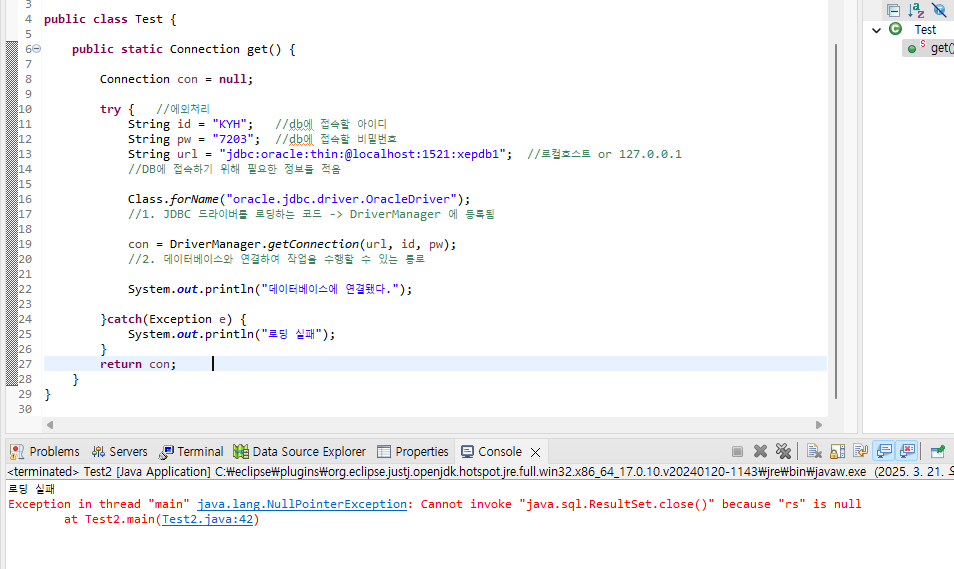 3
4 public class Test {
5
6 public static Connection get() {
7
8 Connection con = null;
9
10 try { //에외처리
11 String id = "KYH"; //db에 접속할 아이디
12 String pw = "7203"; //db에 접속할 비밀번호
13 String url = "jdbc:oracle:thin:@localhost:1521:xepdb1"; //로컬호스트 or 127.0.0.1
14 //DB에 접속하기 위해 필요한 정보들 적음
15
16 Class.forName("oracle.jdbc.driver.OracleDriver");
17 //1. JDBC 드라이버를 로딩하는 코드 -> DriverManager 에 등록됨
18
19 con = DriverManager.getConnection(url, id, pw);
20 //2. 데이터베이스와 연결하여 작업을 수행할 수 있는 통로
21
22 System.out.println("데이터베이스에 연결됐다.");
23
24 }catch(Exception e) {
25 System.out.println("로딩 실패");
26 }
27 return con;
28 }
29 }
30
Test
S get()
Problems Servers Terminal Data Source Explorer Properties Console
<terminated> Test2 [Java Application] C:₩eclipse₩plugins₩org.eclipse.justj.openjdk.hotspot.jre.full.win32.x86_64_17.0.10.v20240120-1143₩jre₩bin₩javaw.exe (2025. 3. 21. 오
로딩 실패
Exception in thread "main" java.lang.NullPointerException: Cannot invoke "java.sql.ResultSet.close()" because "rs" is null
at Test2.main(Test2.java:42)